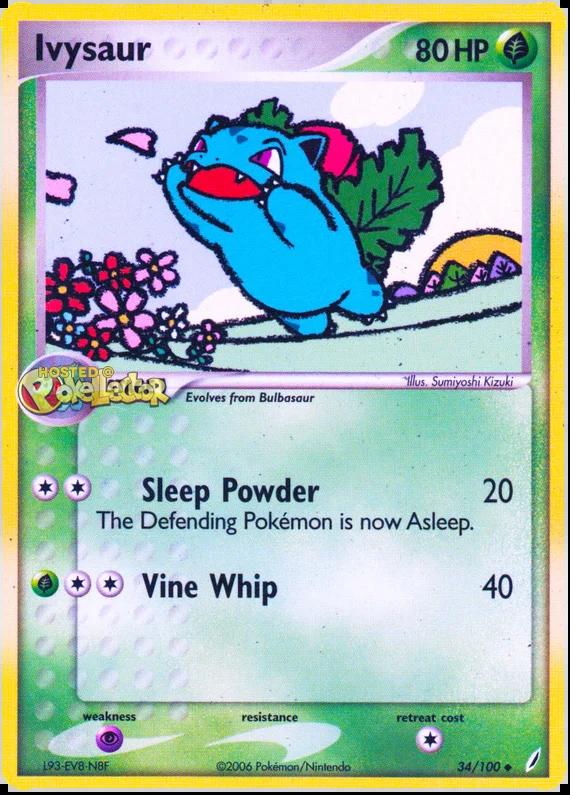 Ivysaur 80 HP
Illus. Sumiyoshi Kizuki
HOSTED @
PokeLector
Evolves from Bulbasaur
Sleep Powder 20
The Defending Pokémon is now Asleep.
Vine Whip 40
weakness resistance retreat cost
L93-EV8-N8F ©2006 Pokémon/Nintendo 34/100